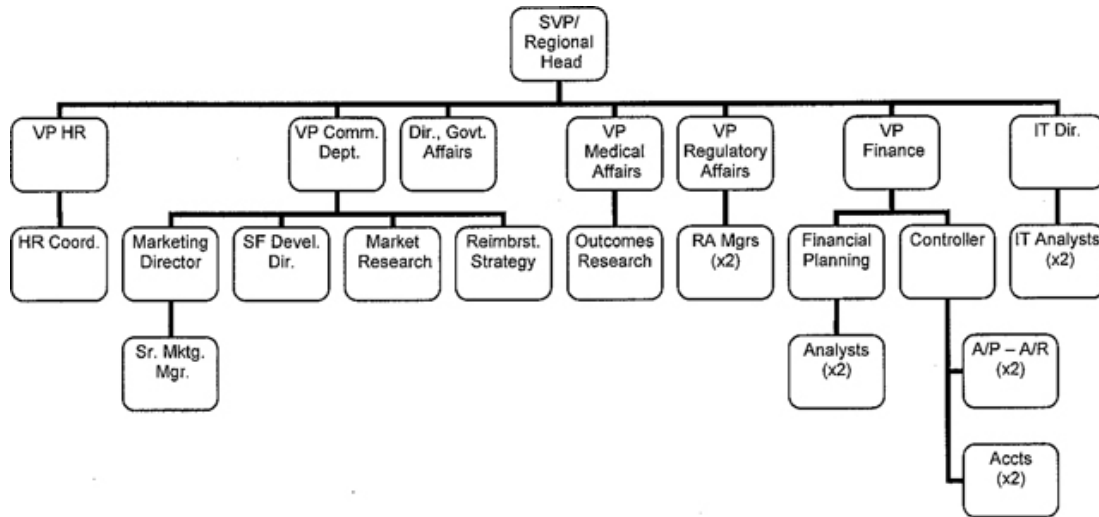 SVP/
Regional
Head
VP HR
VP Comm.
Dept.
Dir., Govt.
Affairs
VP
Medical
Affairs
VP
Regulatory
Affairs
VP
Finance
IT Dir.
HR Coord.
Marketing
Director
SF Devel.
Dir.
Market
Research
Reimbrst.
Strategy
Outcomes
Research
RA Mgrs
(x2)
Financial
Planning
Controller
IT Analysts
(x2)
Sr. Mktg.
Mgr.
Analysts
(x2)
A/P – A/R
(x2)
Accts
(x2)